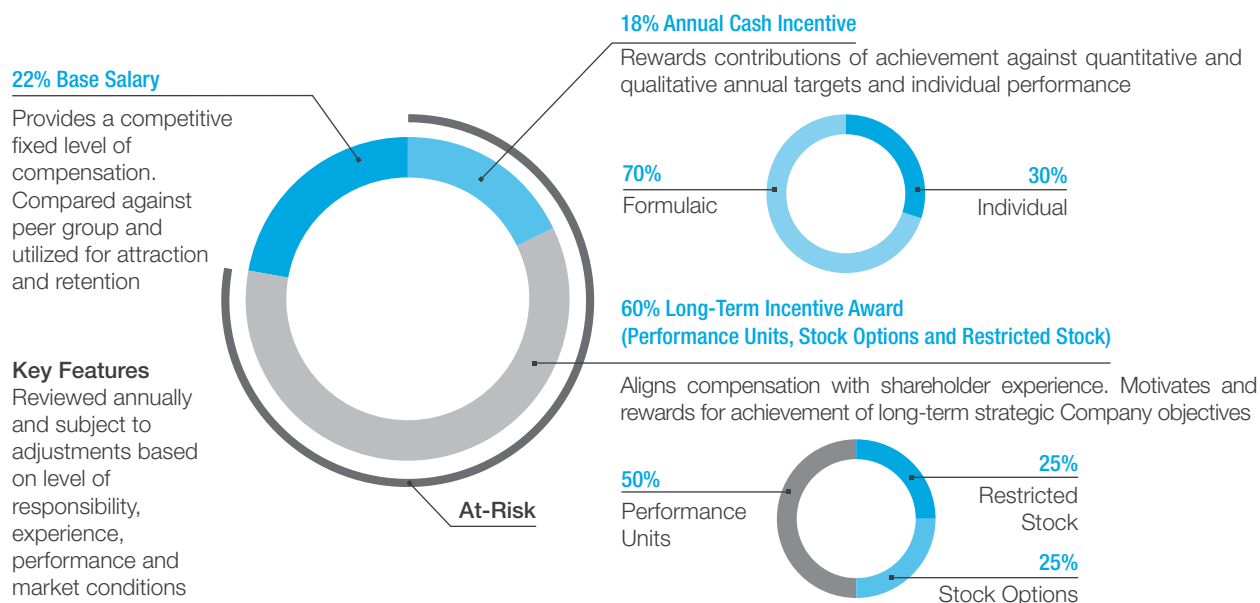 22% Base Salary
Provides a competitive
fixed level of
compensation.
Compared against
peer group and
utilized for attraction
and retention
Key Features
Reviewed annually
and subject to
adjustments based
on level of
responsibility,
experience,
performance and
market conditions
At-Risk
18% Annual Cash Incentive
Rewards contributions of achievement against quantitative and
qualitative annual targets and individual performance
70%
Formulaic
30%
Individual
60% Long-Term Incentive Award
(Performance Units, Stock Options and Restricted Stock)
Aligns compensation with shareholder experience. Motivates and
rewards for achievement of long-term strategic Company objectives
50%
Performance
Units
25%
Restricted
Stock
25%
Stock Options